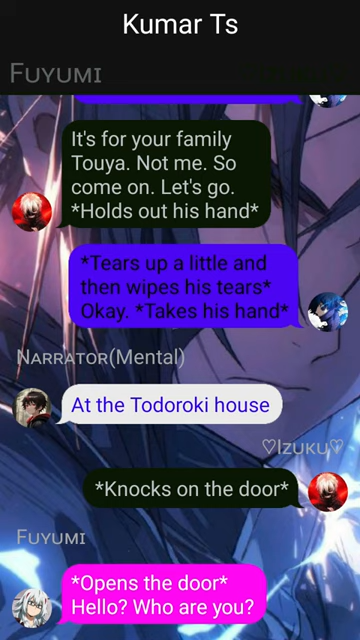 Kumar Ts
Fuyumi
It's for your family
Touya. Not me. So
come on. Let's go.
*Holds out his hand*
*Tears up a little and
then wipes his tears*
Okay. *Takes his hand*
Narrator(Mental)
At the Todoroki house
♡Izuku♡
*Knocks on the door*
Fuyumi
*Opens the door*
Hello? Who are you?